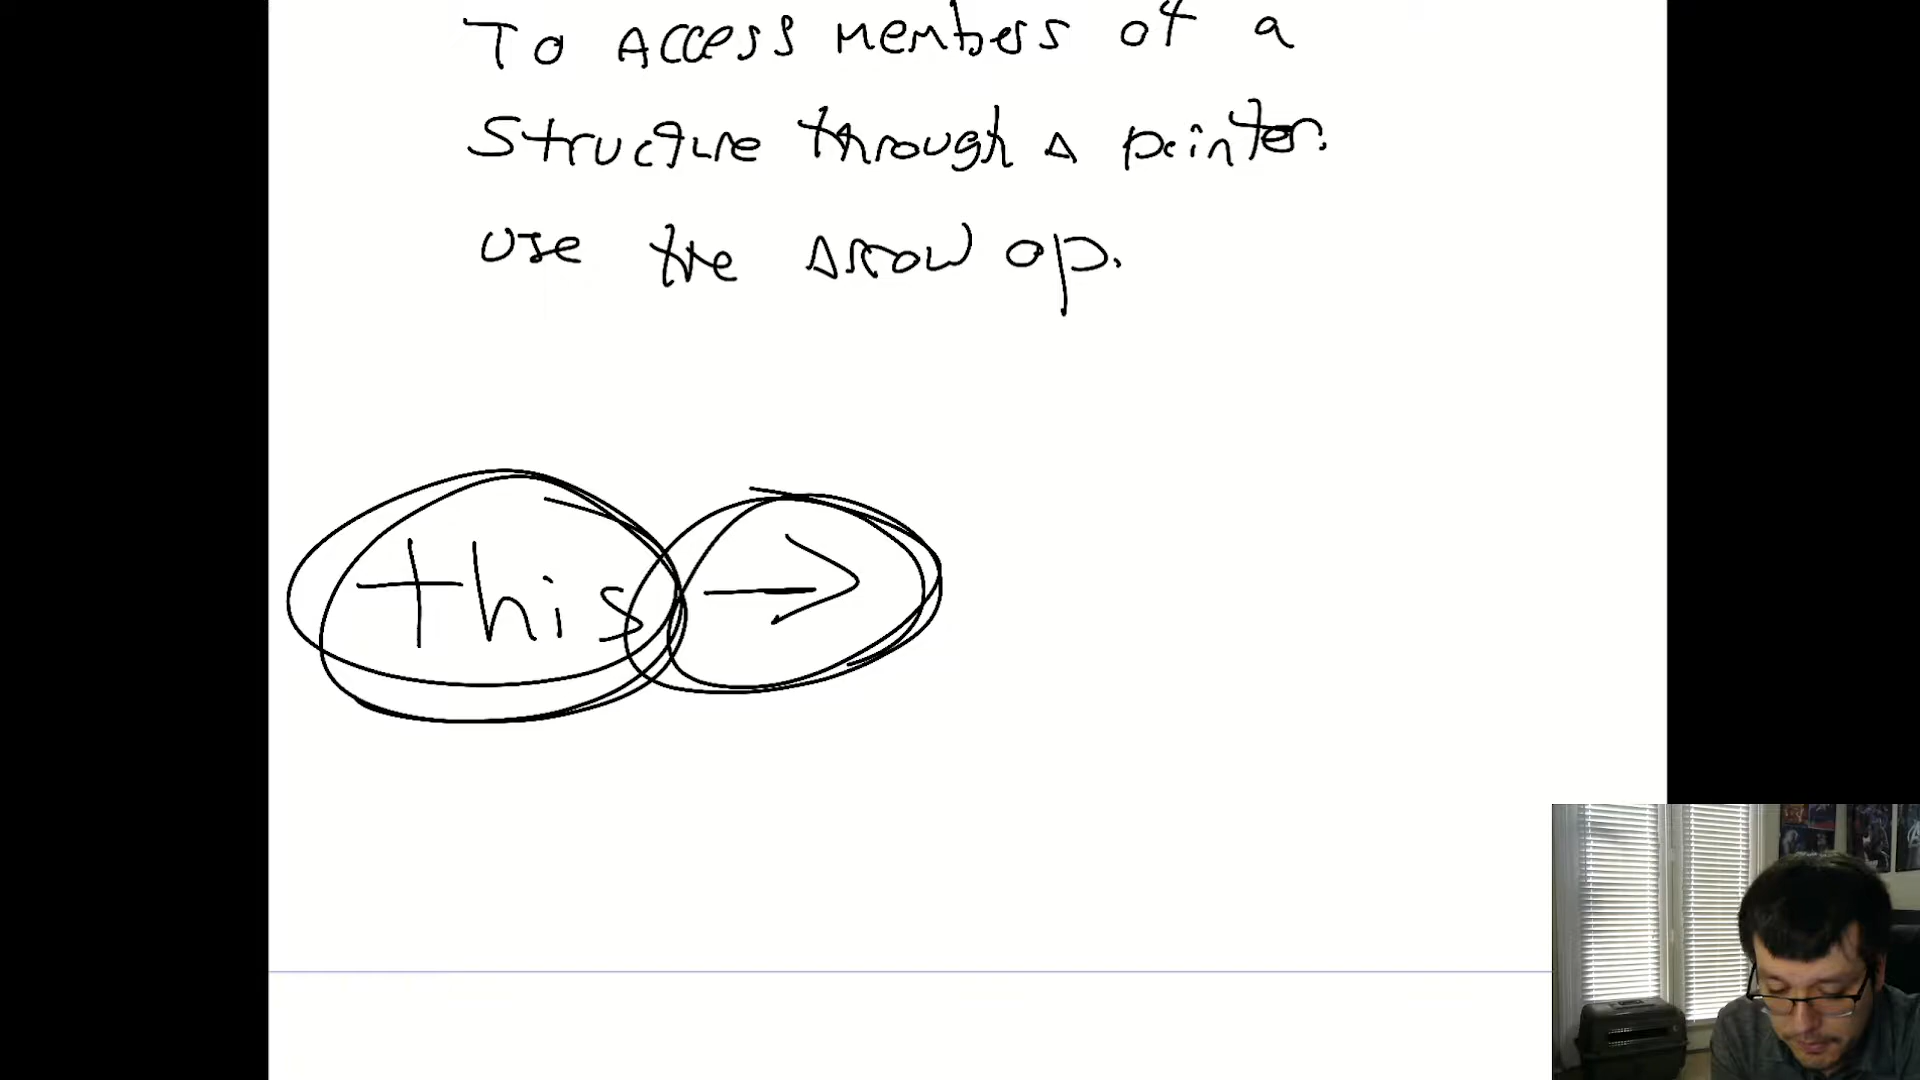 To Access members of a
Structure through a pointer.
use the Arrow op.
this ->